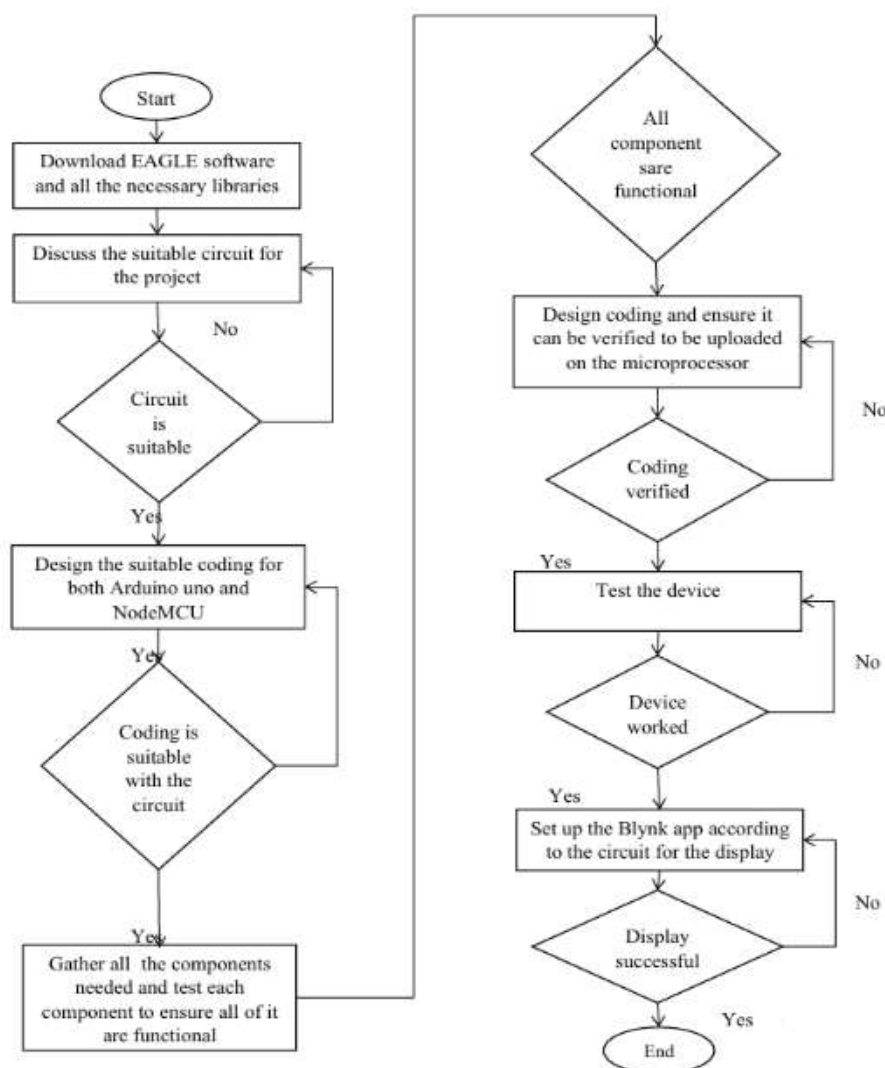 Start
Download EAGLE software
and all the necessary libraries
Discuss the suitable circuit for
the project
No
Circuit
is
suitable
Yes
Design the suitable coding for
both Arduino uno and
NodeMCU
Yes
Coding is
suitable
with the
circuit
Yes
Gather all the components
needed and test each
component to ensure all of it
are functional
All
component
sare
functional
Design coding and ensure it
can be verified to be uploaded
on the microprocessor
No
Coding
verified
Yes
Test the device
No
Device
worked
Yes
Set up the Blynk app according
to the circuit for the display
No
Display
successful
Yes
End